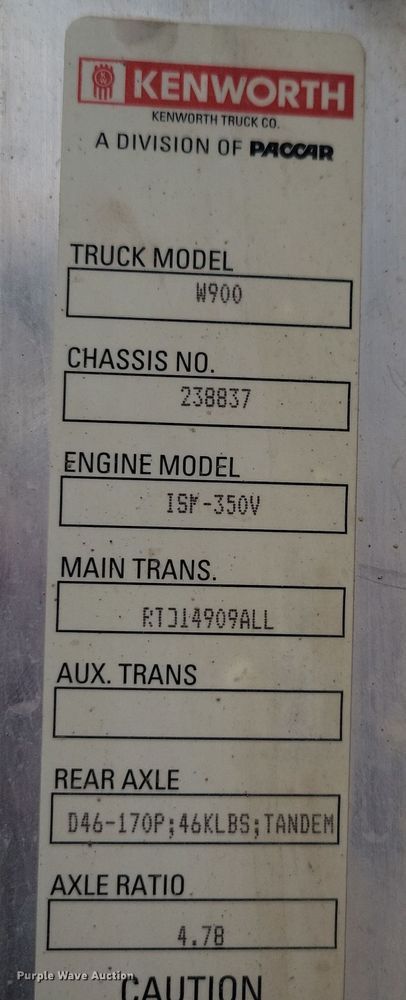 KENWORTH
KENWORTH TRUCK CO.
A DIVISION OF PACCAR
TRUCK MODEL
W900
CHASSIS NO.
238837
ENGINE MODEL
ISM-350V
MAIN TRANS.
RTO14909ALL
AUX. TRANS
REAR AXLE
D46-170P;46KLBS;TANDEM
AXLE RATIO
4.78
CAUTION
Purple Wave Auction